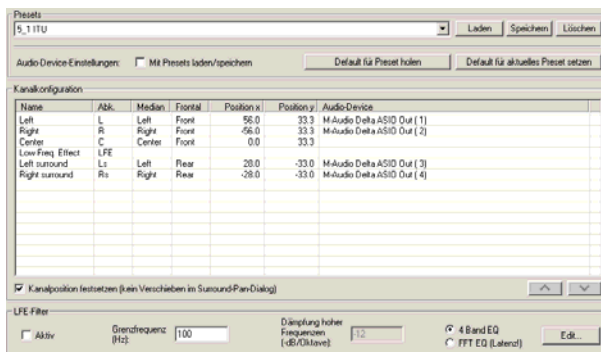 Presets
5_1 ITU
Laden Speichern Löschen
Audio-Device-Einstellungen: Mit Presets laden/speichern Default für Preset holen Default für aktuelles Preset setzen
Kanalkonfiguration
Name Abk. Median Frontal Position x Position y Audio-Device
Left L Left Front 56.0 33.3 M-Audio Delta ASIO Out ( 1)
Right R Right Front -56.0 33.3 M-Audio Delta ASIO Out ( 2)
Center C Center Front 0.0 33.3
Low Freq. Effect LFE
Left surround Ls Left Rear 28.0 -33.0 M-Audio Delta ASIO Out ( 3)
Right surround Rs Right Rear -28.0 -33.0 M-Audio Delta ASIO Out ( 4)
Kanalposition festsetzen (kein Verschieben im Surround-Pan-Dialog)
LFE-Filter
Aktiv
Grenzfrequenz (Hz):
100
Dämpfung hoher
Frequenzen
(-dB/Oktave):
-12
4 Band EQ
FFT EQ (Latenz!)
Edit...